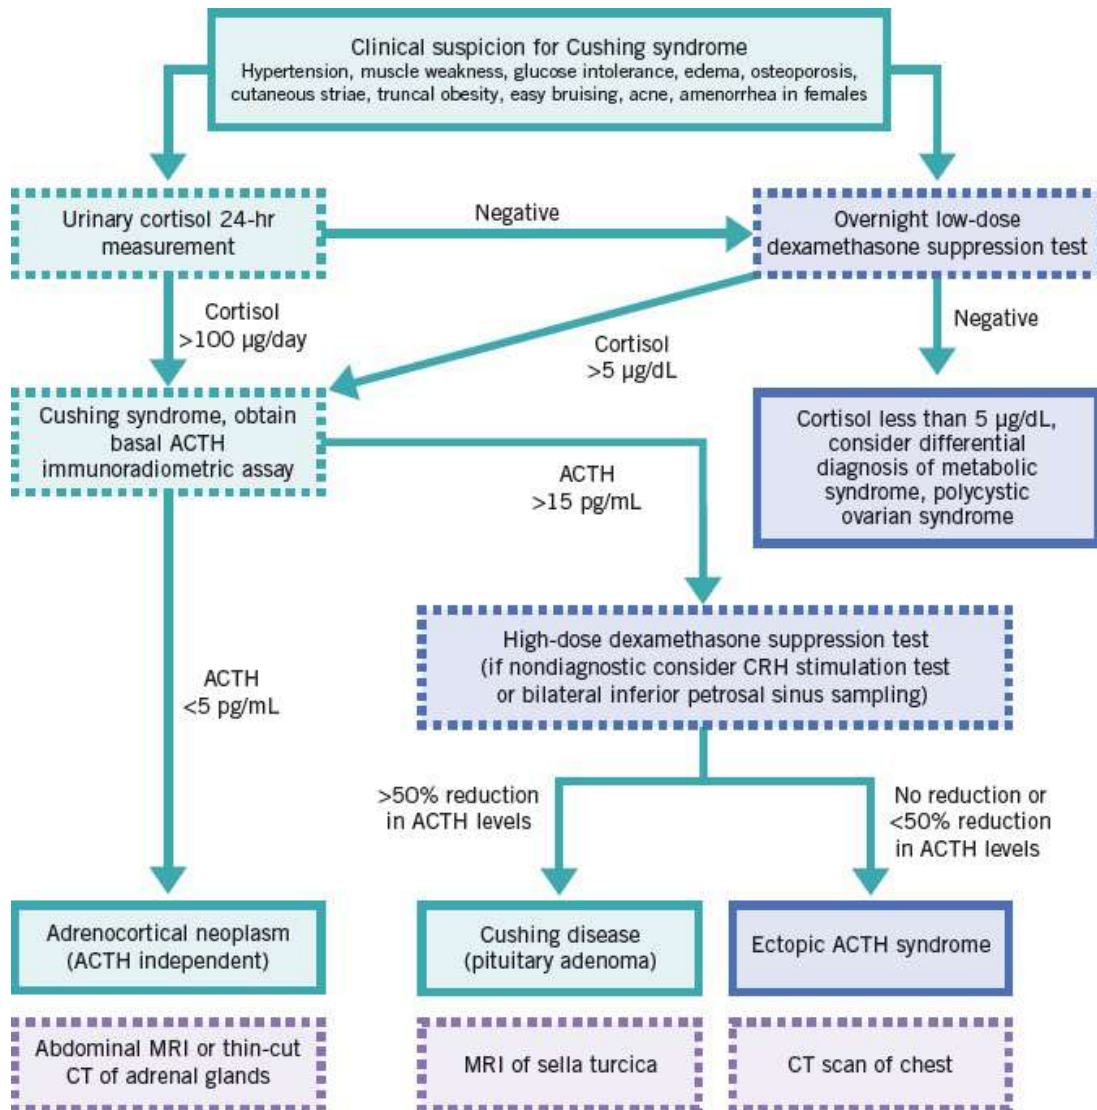 Clinical suspicion for Cushing syndrome
Hypertension, muscle weakness, glucose intolerance, edema, osteoporosis,
cutaneous striae, truncal obesity, easy bruising, acne, amenorrhea in females
Urinary cortisol 24-hr
measurement
Negative
Overnight low-dose
dexamethasone suppression test
Cortisol
>100 µg/day
Cortisol
>5 µg/dL
Negative
Cushing syndrome, obtain
basal ACTH
immunoradiometric assay
ACTH
>15 pg/mL
Cortisol less than 5 µg/dL,
consider differential
diagnosis of metabolic
syndrome, polycystic
ovarian syndrome
High-dose dexamethasone suppression test
(if nondiagnostic consider CRH stimulation test
or bilateral inferior petrosal sinus sampling)
ACTH
<5 pg/mL
>50% reduction
in ACTH levels
No reduction or
<50% reduction
in ACTH levels
Adrenocortical neoplasm
(ACTH independent)
Cushing disease
(pituitary adenoma)
Ectopic ACTH syndrome
Abdominal MRI or thin-cut
CT of adrenal glands
MRI of sella turcica
CT scan of chest